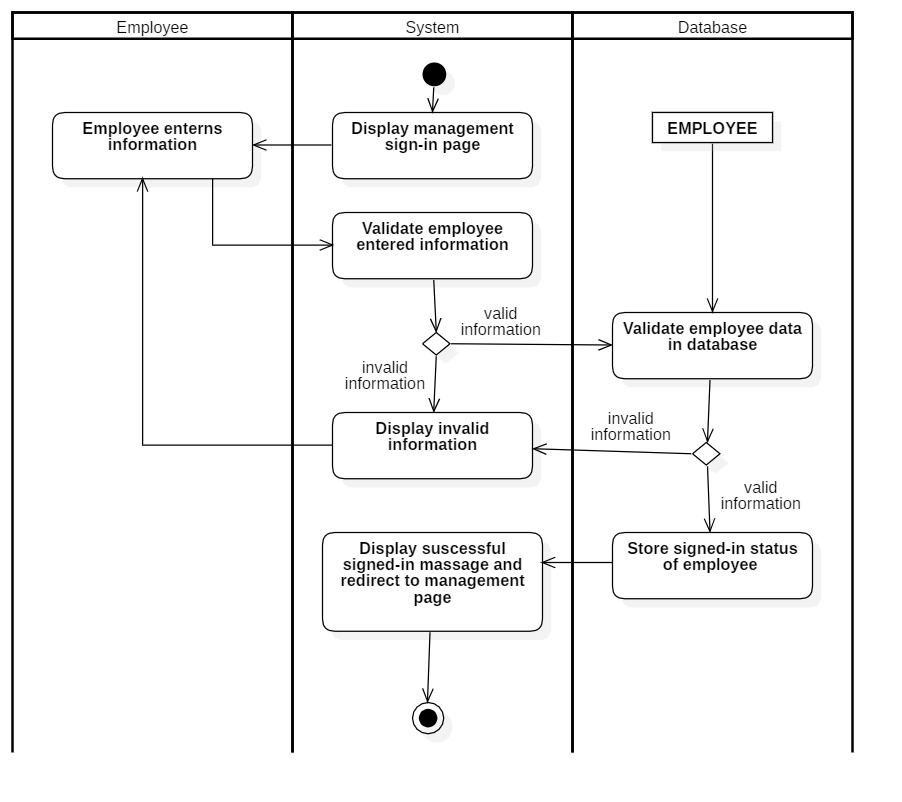 Employee
System
Database
Employee enterns
information
Display management
sign-in page
EMPLOYEE
Validate employee
entered information
valid
information
Validate employee data
in database
invalid
information
Display invalid
information
invalid
information
valid
information
Display suscessful
signed-in massage and
redirect to management
page
Store signed-in status
of employee